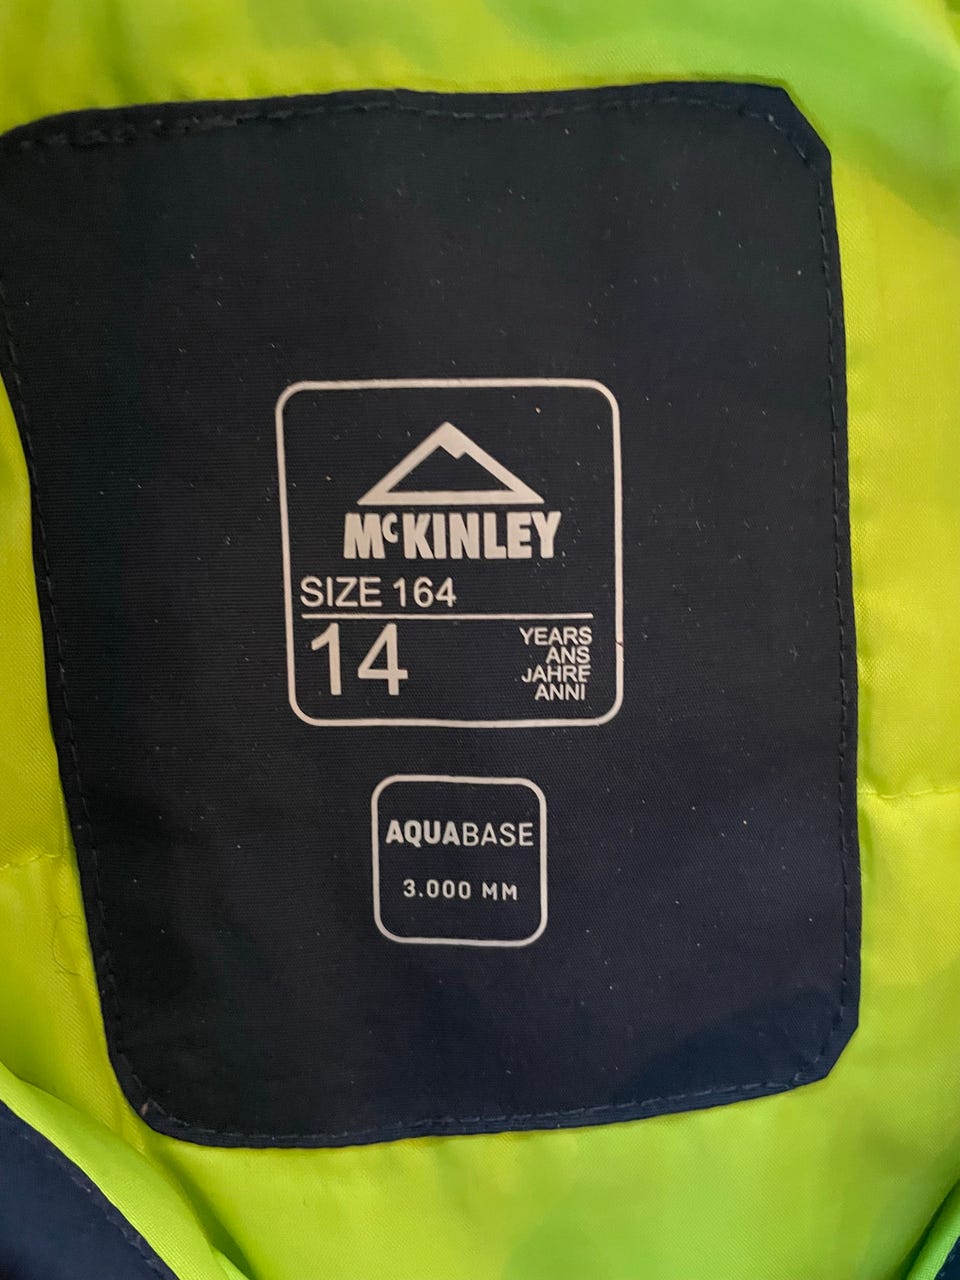 McKINLEY
SIZE 164
14
YEARS
ANS
JAHRE
ANNI
AQUABASE
3.000 MM